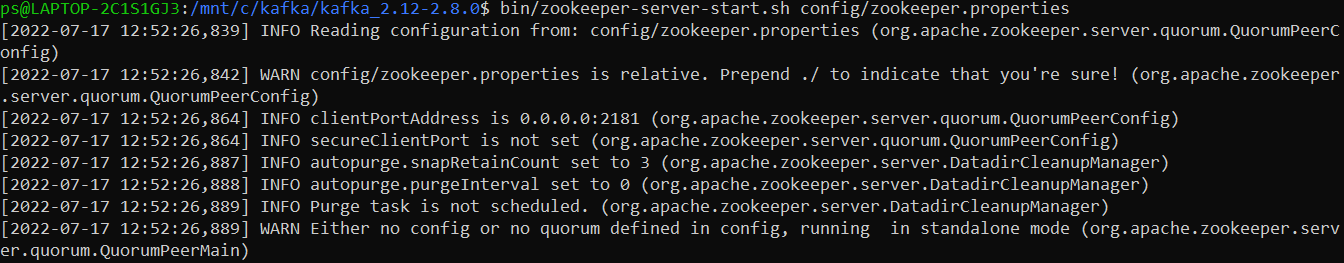 ps@LAPTOP-2C1S1GJ3:/mnt/c/kafka/kafka_2.12-2.8.0$ bin/zookeeper-server-start.sh config/zookeeper.properties
[2022-07-17 12:52:26,839] INFO Reading configuration from: config/zookeeper.properties (org.apache.zookeeper.server.quorum.QuorumPeerC
onfig)
[2022-07-17 12:52:26,842] WARN config/zookeeper.properties is relative. Prepend ./ to indicate that you're sure! (org.apache.zookeeper
.server.quorum.QuorumPeerConfig)
[2022-07-17 12:52:26,864] INFO clientPortAddress is 0.0.0.0:2181 (org.apache.zookeeper.server.quorum.QuorumPeerConfig)
[2022-07-17 12:52:26,864] INFO secureClientPort is not set (org.apache.zookeeper.server.quorum.QuorumPeerConfig)
[2022-07-17 12:52:26,887] INFO autopurge.snapRetainCount set to 3 (org.apache.zookeeper.server.DatadirCleanupManager)
[2022-07-17 12:52:26,888] INFO autopurge.purgeInterval set to 0 (org.apache.zookeeper.server.DatadirCleanupManager)
[2022-07-17 12:52:26,889] INFO Purge task is not scheduled. (org.apache.zookeeper.server.DatadirCleanupManager)
[2022-07-17 12:52:26,889] WARN Either no config or no quorum defined in config, running  in standalone mode (org.apache.zookeeper.serv
er.quorum.QuorumPeerMain)